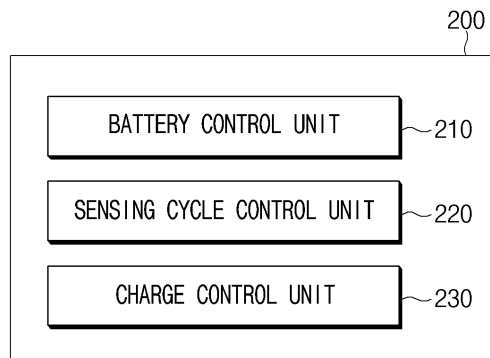 200
BATTERY CONTROL UNIT 210
SENSING CYCLE CONTROL UNIT 220
CHARGE CONTROL UNIT 230